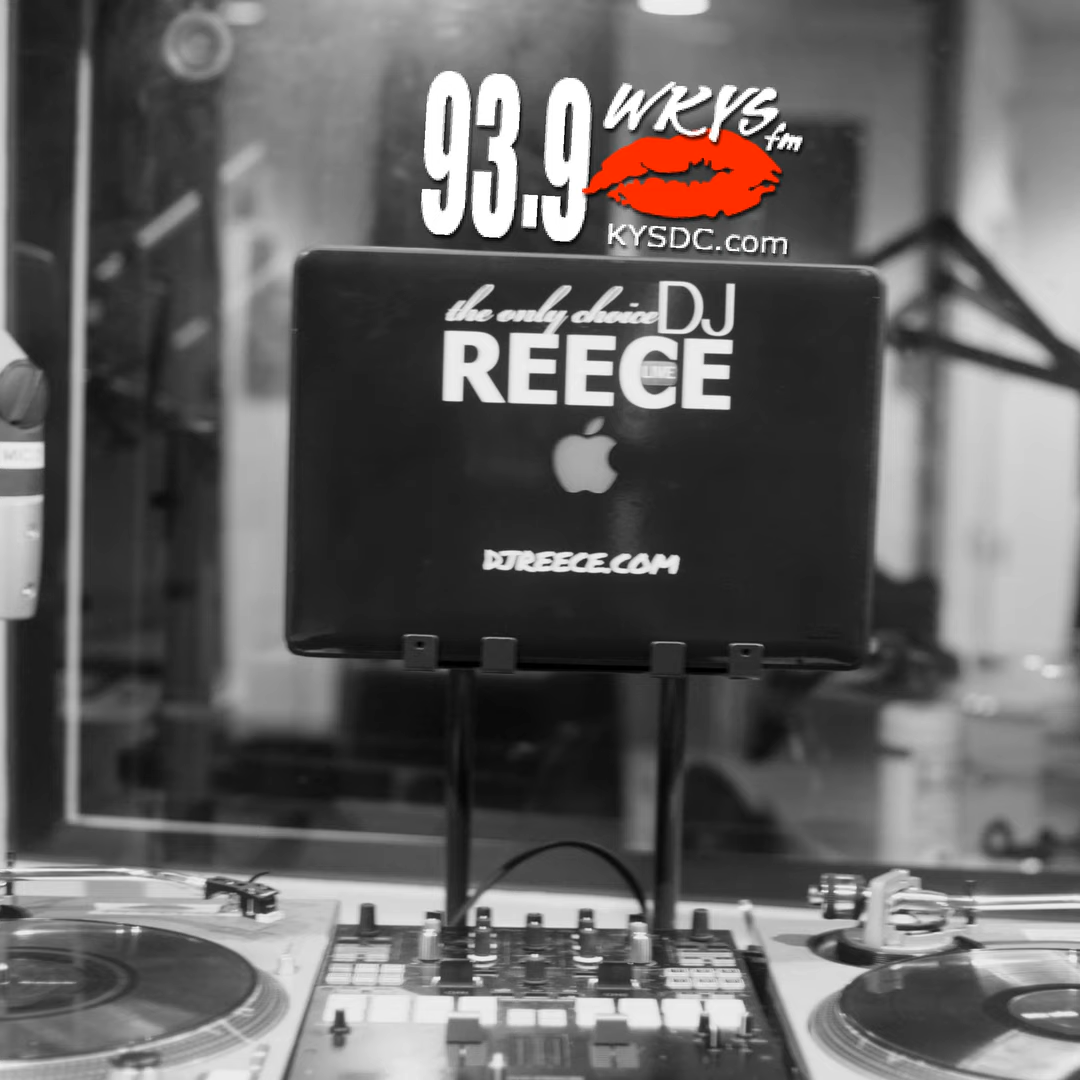 93.9 WKYS fm
KYSDC.com
the only choice DJ
REECE
LIVE
DJREECE.COM